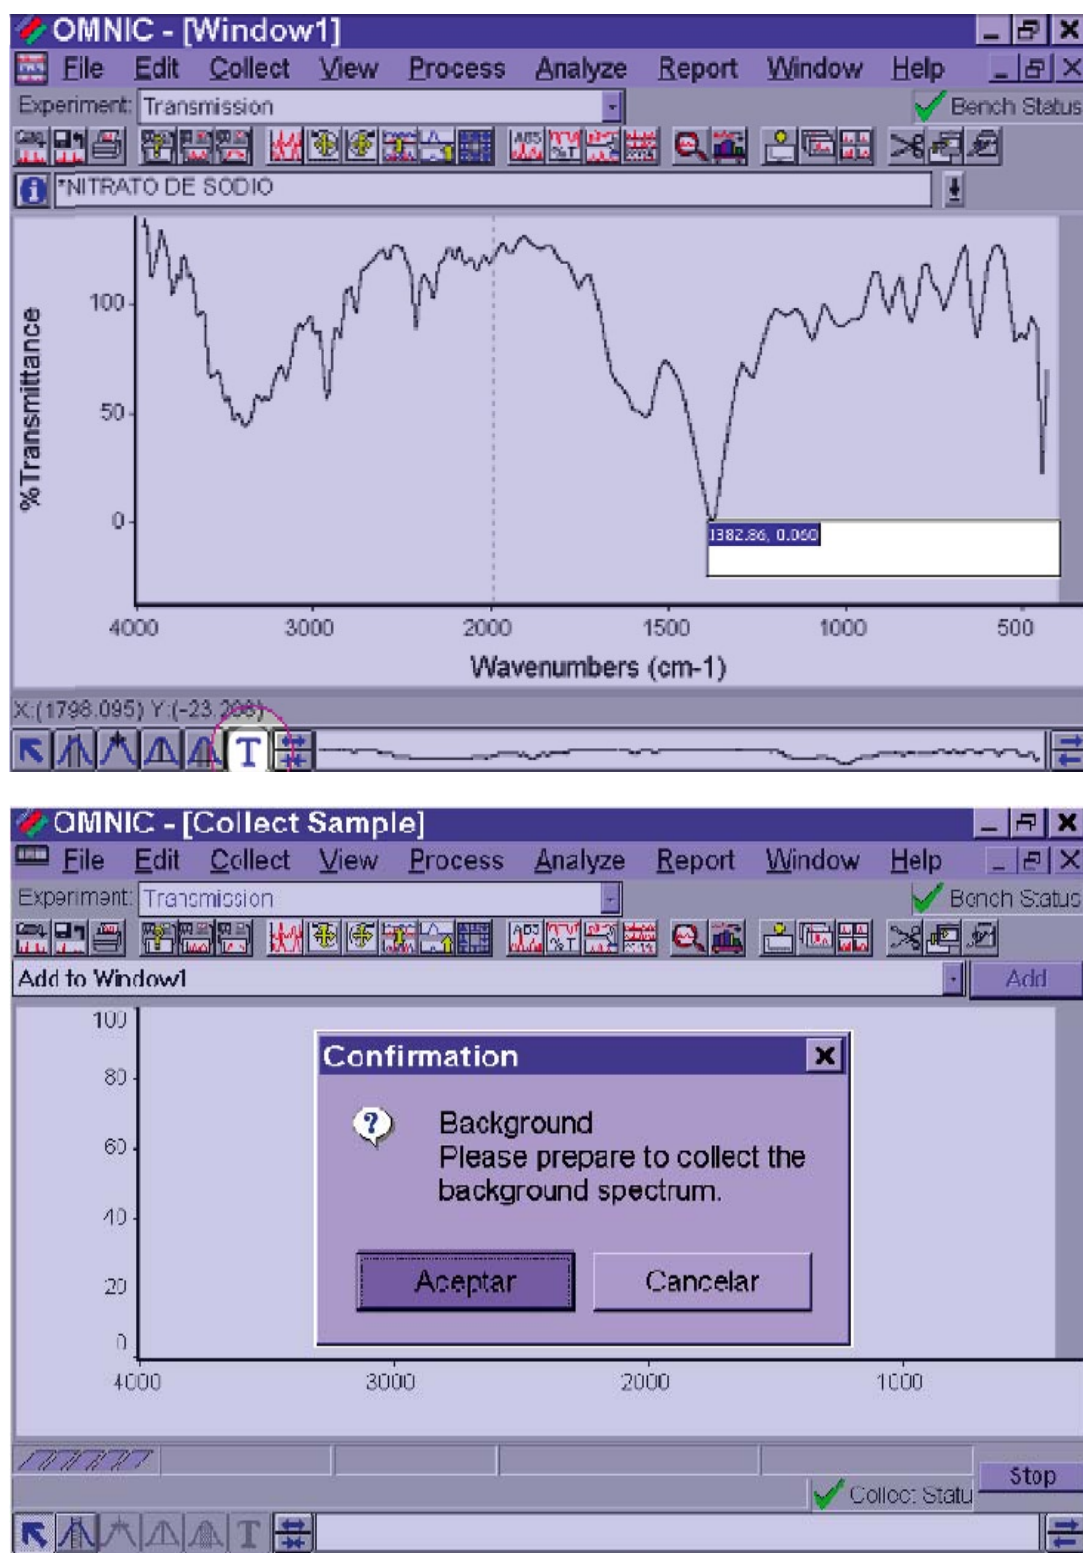 OMNIC - [Window1]
File Edit Collect View Process Analyze Report Window Help
Experiment: Transmission Bench Status
*NITRATO DE SODIO
100
50
0
%Transmittance
1382.86, 0.060
4000 3000 2000 1500 1000 500
Wavenumbers (cm-1)
X:(1798.095) Y:(-23.208)
T
OMNIC - [Collect Sample]
File Edit Collect View Process Analyze Report Window Help
Experiment: Transmission Bench Status
Add to Window1 Add
100
80
60
40
20
0
Confirmation
Background
Please prepare to collect the
background spectrum.
Aceptar Cancelar
4000 3000 2000 1000
Stop
Collect Statu
T